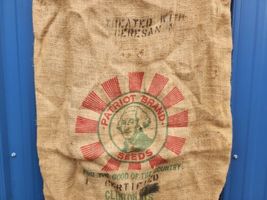 TREATED WITH
CERESAN
PATRIOT BRAND
SEEDS
FOR THE GOOD OF THE COUNTRY
CERTIFIED